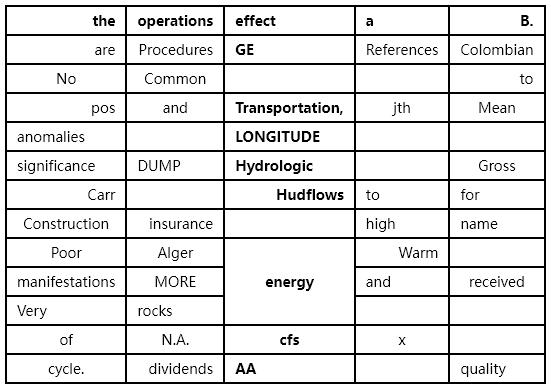 the operations effect a B.
are Procedures GE References Colombian
No Common to
pos and Transportation, jth Mean
anomalies LONGITUDE
significance DUMP Hydrologic Gross
Carr Hudflows to for
Construction insurance high name
Poor Alger Warm
manifestations MORE energy and received
Very rocks
of N.A. cfs x
cycle. dividends AA quality